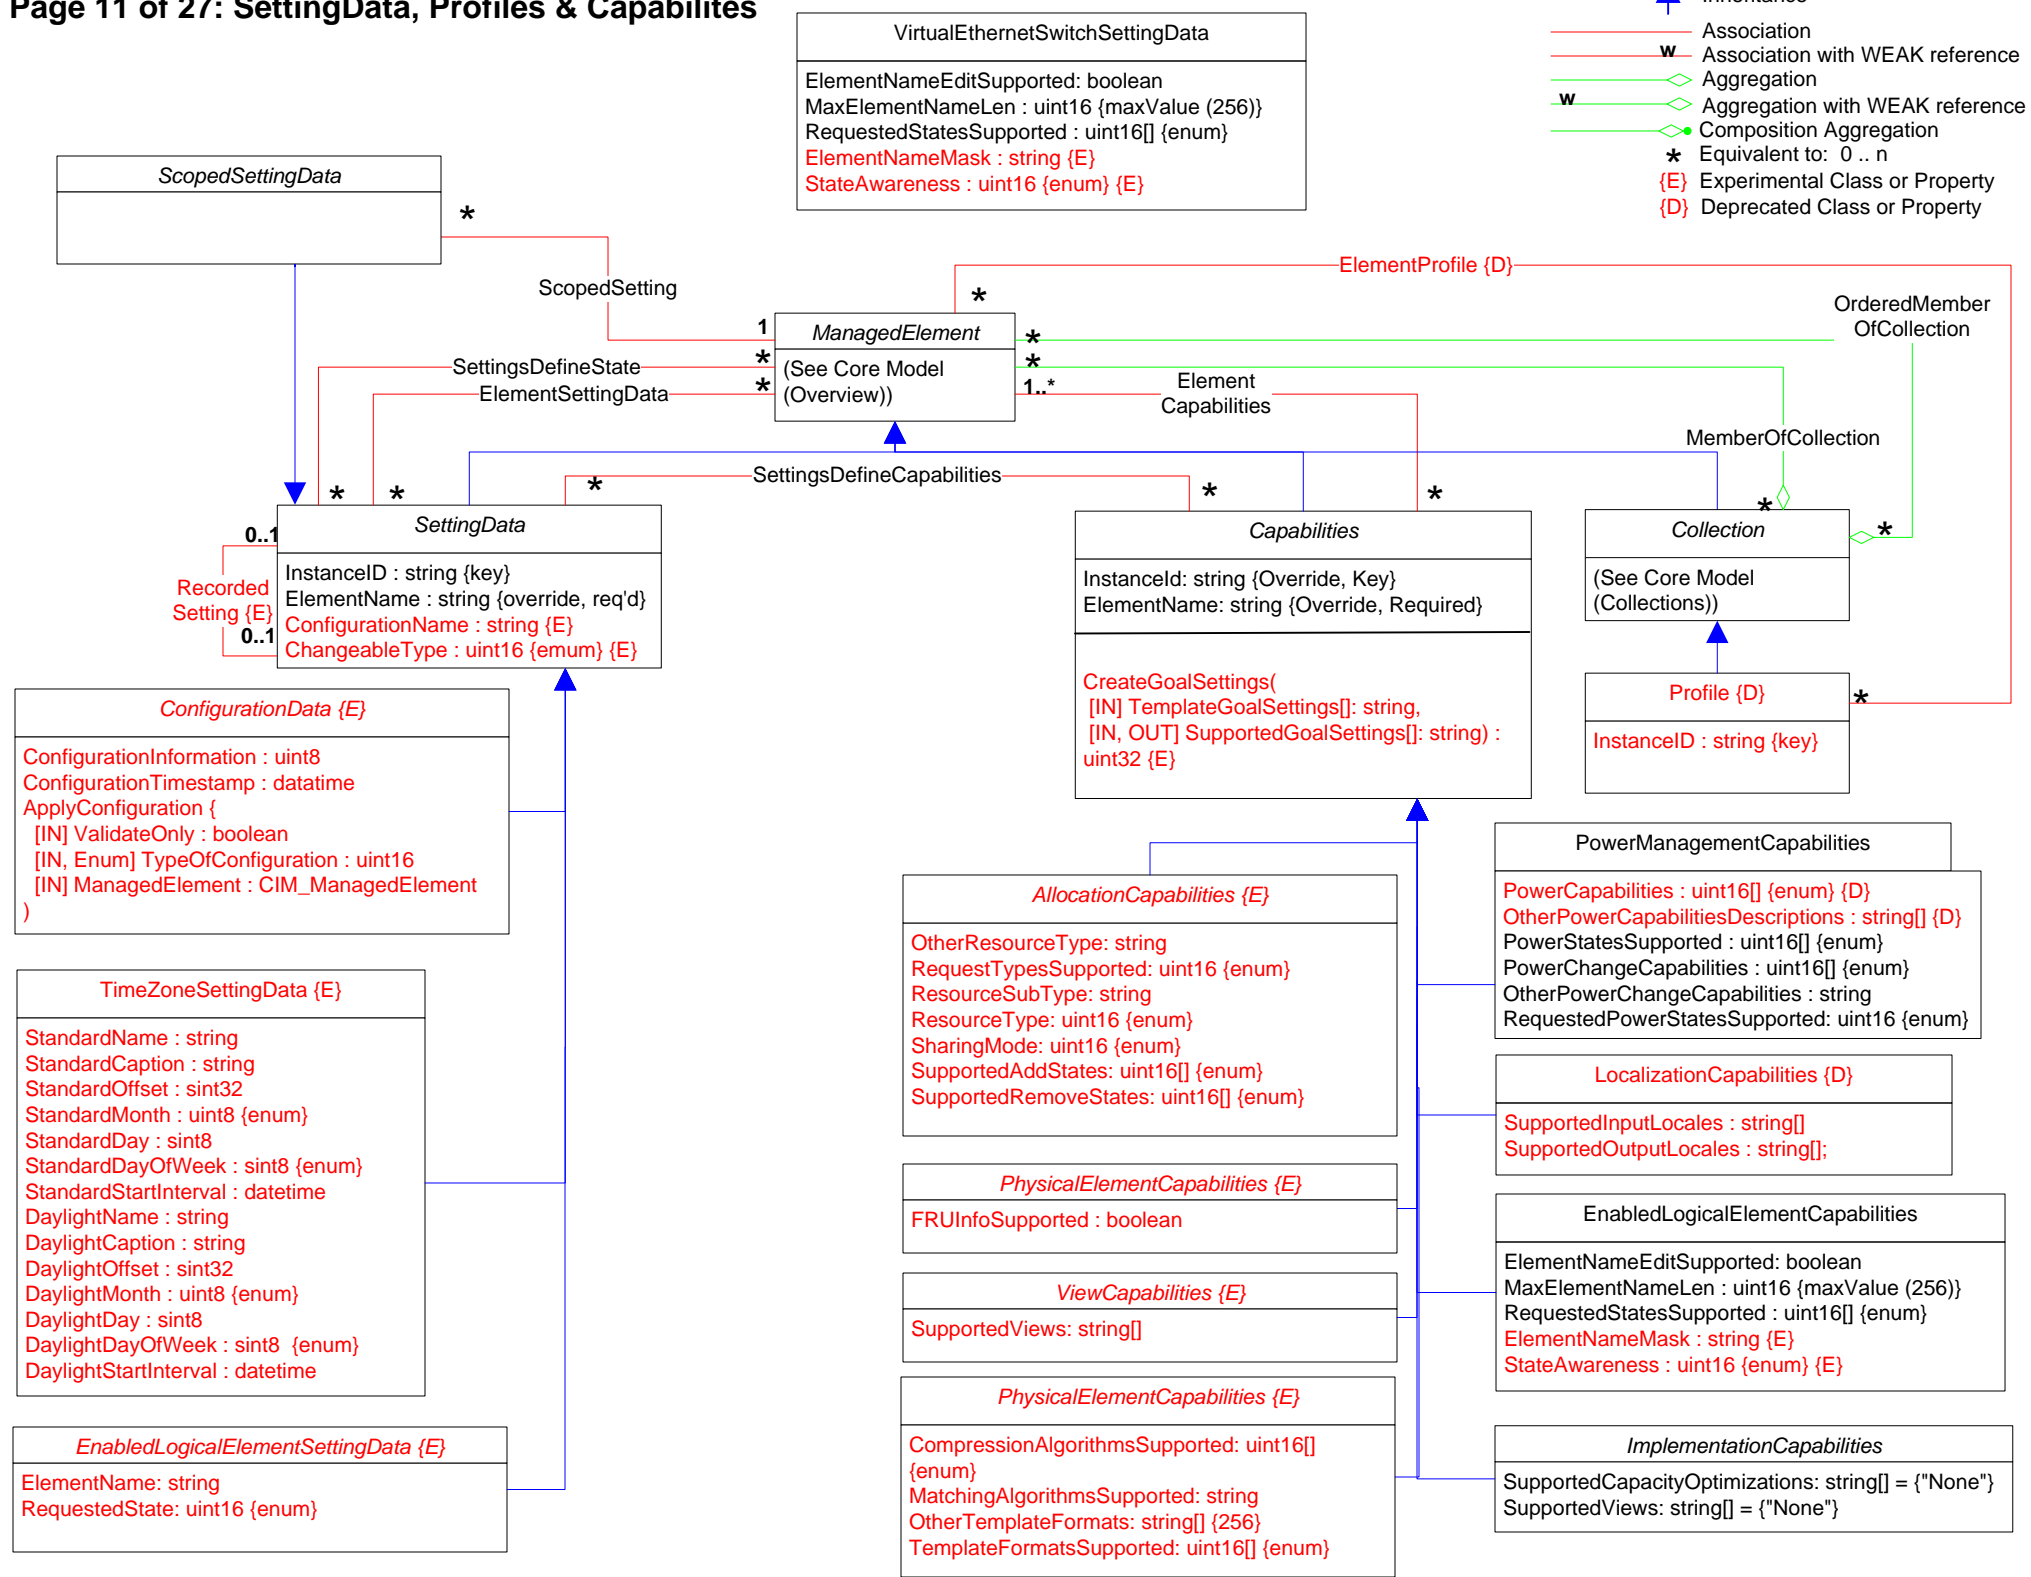 Page 11 of 27: SettingData, Profiles & Capabilites
Inheritance
Association
w Association with WEAK reference
Aggregation
w Aggregation with WEAK reference
Composition Aggregation
* Equivalent to: 0 .. n
{E} Experimental Class or Property
{D} Deprecated Class or Property
VirtualEthernetSwitchSettingData
ElementNameEditSupported: boolean
MaxElementNameLen : uint16 {maxValue (256)}
RequestedStatesSupported : uint16[] {enum}
ElementNameMask : string {E}
StateAwareness : uint16 {enum} {E}
ScopedSettingData
*
ScopedSetting
1
ElementProfile {D}
*
ManagedElement
(See Core Model
(Overview))
*
*
1..*
OrderedMember
OfCollection
SettingsDefineState
*
ElementSettingData
*
Element
Capabilities
MemberOfCollection
SettingsDefineCapabilities
*
*
*
*
*
*
*
SettingData
InstanceID : string {key}
ElementName : string {override, req'd}
ConfigurationName : string {E}
ChangeableType : uint16 {emum} {E}
0..1
Recorded
Setting {E}
0..1
Capabilities
InstanceId: string {Override, Key}
ElementName: string {Override, Required}
CreateGoalSettings(
[IN] TemplateGoalSettings[]: string,
[IN, OUT] SupportedGoalSettings[]: string) :
uint32 {E}
Collection
(See Core Model
(Collections))
Profile {D}
*
InstanceID : string {key}
ConfigurationData {E}
ConfigurationInformation : uint8
ConfigurationTimestamp : datatime
ApplyConfiguration {
[IN] ValidateOnly : boolean
[IN, Enum] TypeOfConfiguration : uint16
[IN] ManagedElement : CIM_ManagedElement
)
TimeZoneSettingData {E}
StandardName : string
StandardCaption : string
StandardOffset : sint32
StandardMonth : uint8 {enum}
StandardDay : sint8
StandardDayOfWeek : sint8 {enum}
StandardStartInterval : datetime
DaylightName : string
DaylightCaption : string
DaylightOffset : sint32
DaylightMonth : uint8 {enum}
DaylightDay : sint8
DaylightDayOfWeek : sint8 {enum}
DaylightStartInterval : datetime
EnabledLogicalElementSettingData {E}
ElementName: string
RequestedState: uint16 {enum}
AllocationCapabilities {E}
OtherResourceType: string
RequestTypesSupported: uint16 {enum}
ResourceSubType: string
ResourceType: uint16 {enum}
SharingMode: uint16 {enum}
SupportedAddStates: uint16[] {enum}
SupportedRemoveStates: uint16[] {enum}
PhysicalElementCapabilities {E}
FRUInfoSupported : boolean
ViewCapabilities {E}
SupportedViews: string[]
PhysicalElementCapabilities {E}
CompressionAlgorithmsSupported: uint16[]
{enum}
MatchingAlgorithmsSupported: string
OtherTemplateFormats: string[] {256}
TemplateFormatsSupported: uint16[] {enum}
PowerManagementCapabilities
PowerCapabilities : uint16[] {enum} {D}
OtherPowerCapabilitiesDescriptions : string[] {D}
PowerStatesSupported : uint16[] {enum}
PowerChangeCapabilities : uint16[] {enum}
OtherPowerChangeCapabilities : string
RequestedPowerStatesSupported: uint16 {enum}
LocalizationCapabilities {D}
SupportedInputLocales : string[]
SupportedOutputLocales : string[];
EnabledLogicalElementCapabilities
ElementNameEditSupported: boolean
MaxElementNameLen : uint16 {maxValue (256)}
RequestedStatesSupported : uint16[] {enum}
ElementNameMask : string {E}
StateAwareness : uint16 {enum} {E}
ImplementationCapabilities
SupportedCapacityOptimizations: string[] = {"None"}
SupportedViews: string[] = {"None"}